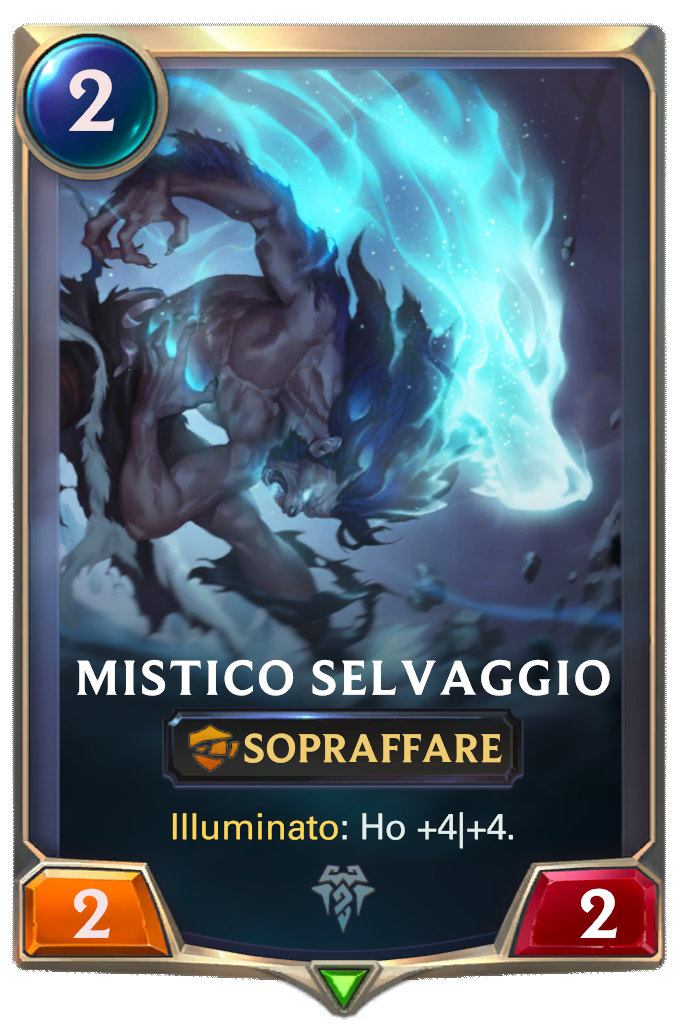 2
MISTICO SELVAGGIO
SOPRAFFARE
Illuminato: Ho +4|+4.
2 2